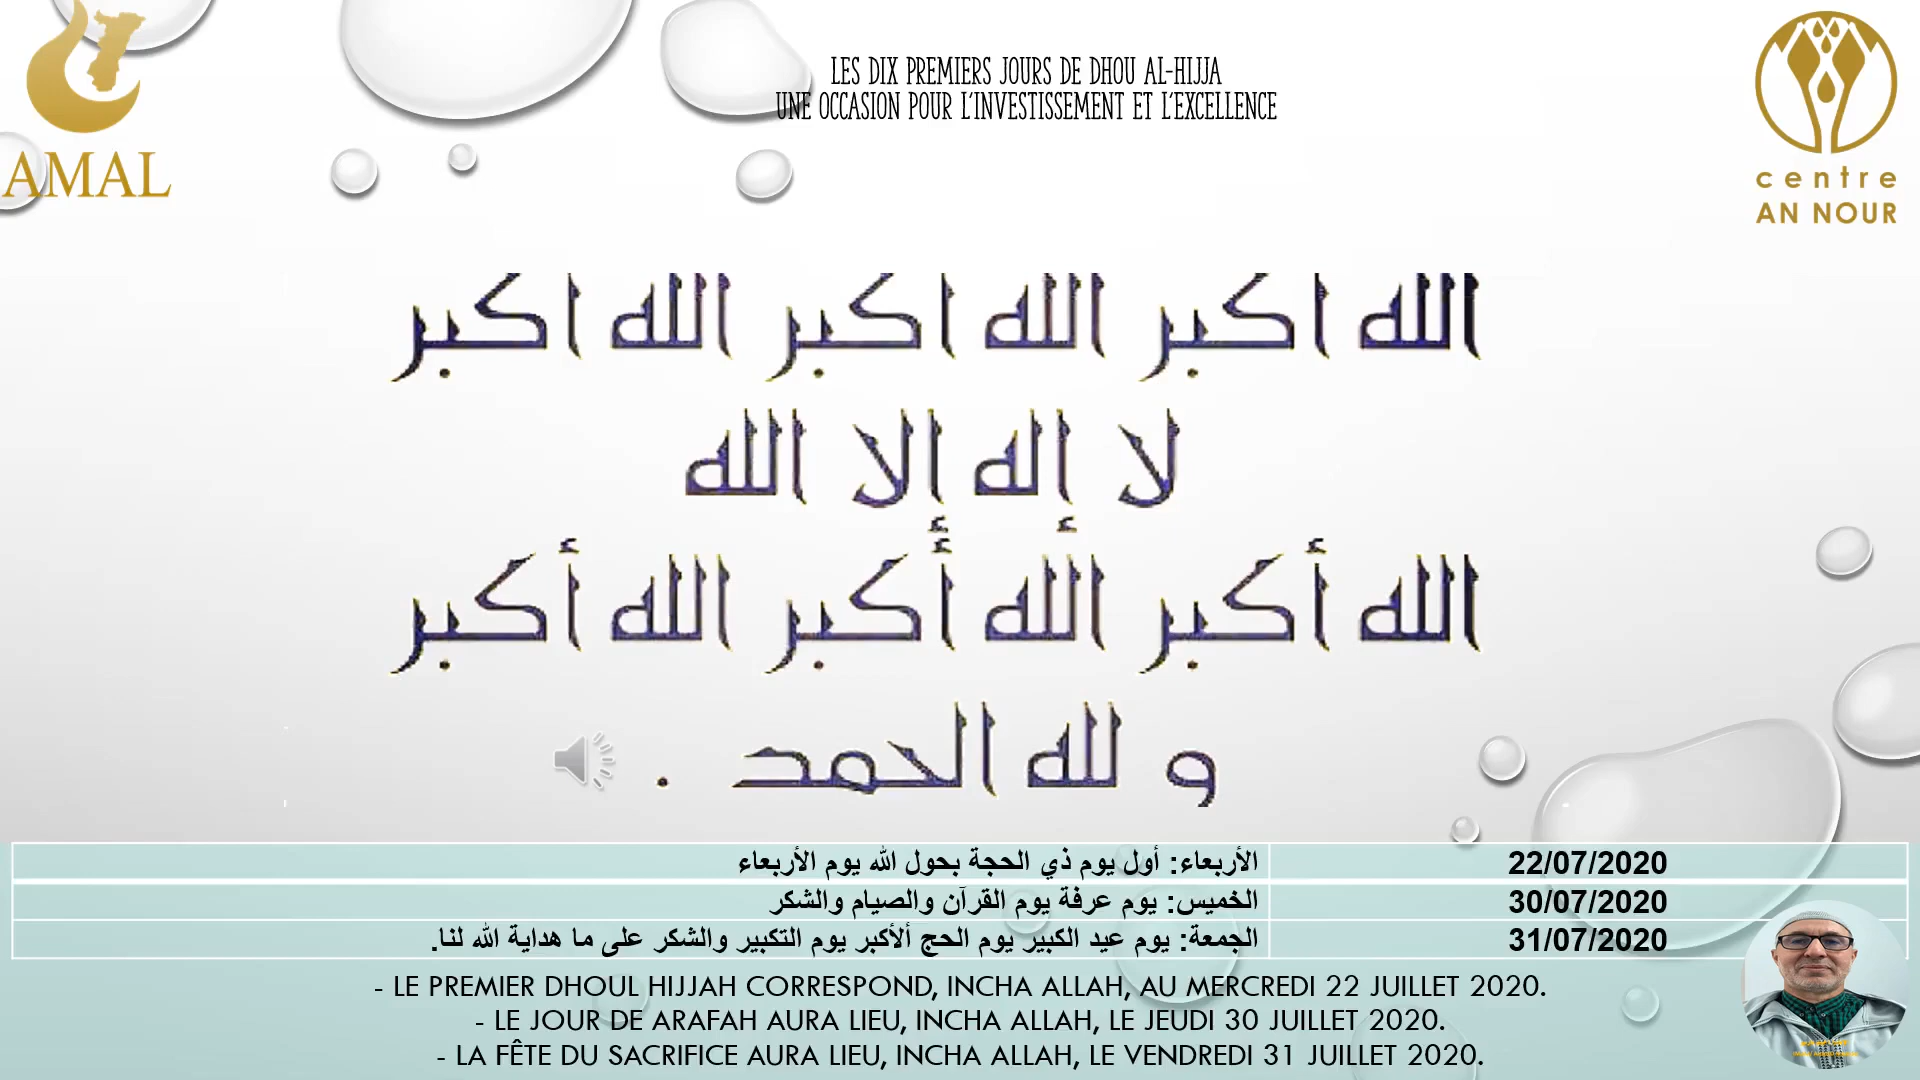 AMAL
LES DIX PREMIERS JOURS DE DHOU AL-HIJJA
UNE OCCASION POUR L'INVESTISSEMENT ET L'EXCELLENCE
centre
AN NOUR
الله اكبر الله اكبر الله اكبر
لا إله إلا الله
الله أكبر الله أكبر الله أكبر
و لله الحمد .
الأربعاء: أول يوم ذي الحجة بحول الله يوم الأربعاء 22/07/2020
الخميس: يوم عرفة يوم القرآن والصيام والشكر 30/07/2020
الجمعة: يوم عيد الكبير يوم الحج ألأكبر يوم التكبير والشكر على ما هداية الله لنا. 31/07/2020
- LE PREMIER DHOUL HIJJAH CORRESPOND, INCHA ALLAH, AU MERCREDI 22 JUILLET 2020.
- LE JOUR DE ARAFAH AURA LIEU, INCHA ALLAH, LE JEUDI 30 JUILLET 2020.
- LA FÊTE DU SACRIFICE AURA LIEU, INCHA ALLAH, LE VENDREDI 31 JUILLET 2020.